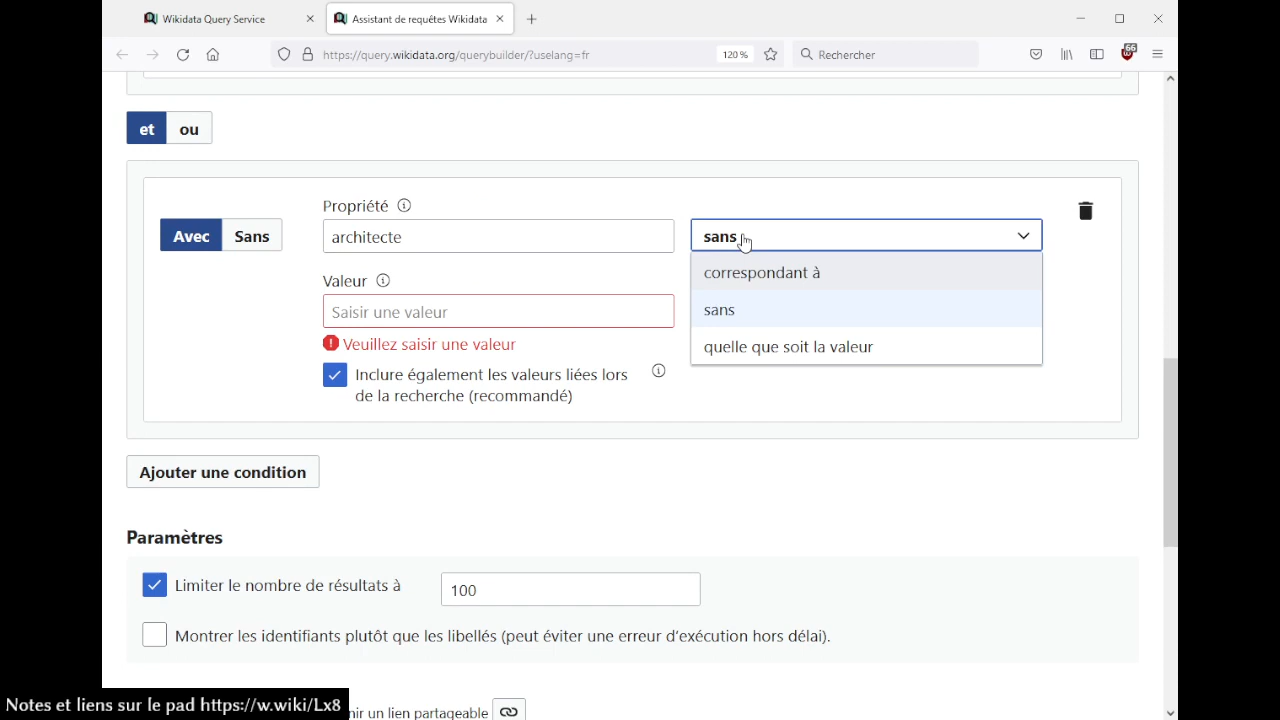 Wikidata Query Service
Assistant de requêtes Wikidata
https://query.wikidata.org/querybuilder/?uselang=fr
120%
Rechercher
66
et
ou
Propriété
Avec
Sans
architecte
sans
correspondant à
sans
quelle que soit la valeur
Valeur
Saisir une valeur
Veuillez saisir une valeur
Inclure également les valeurs liées lors
de la recherche (recommandé)
Ajouter une condition
Paramètres
Limiter le nombre de résultats à
100
Montrer les identifiants plutôt que les libellés (peut éviter une erreur d’exécution hors délai).
Notes et liens sur le pad https://w.wiki/Lx8
nir un lien partageable